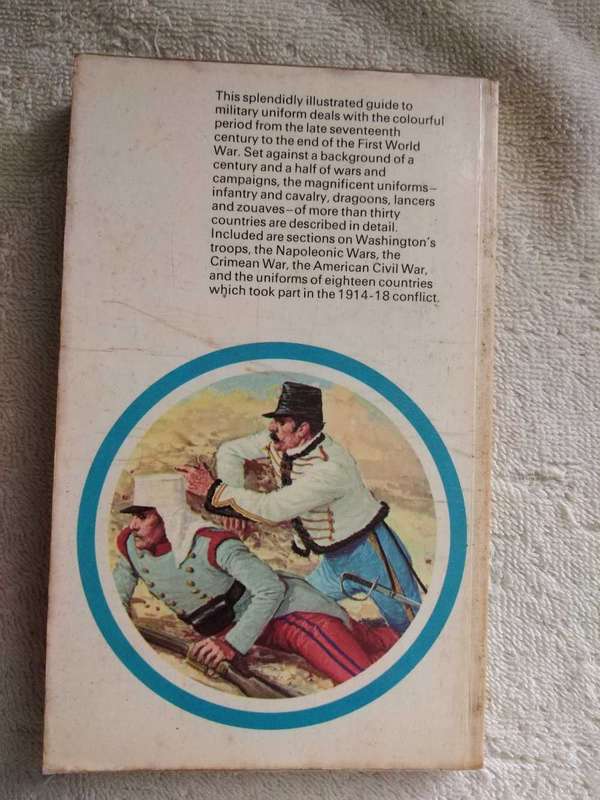 This splendidly illustrated guide to
military uniform deals with the colourful
period from the late seventeenth
century to the end of the First World
War. Set against a background of a
century and a half of wars and
campaigns, the magnificent uniforms–
infantry and cavalry, dragoons, lancers
and zouaves–of more than thirty
countries are described in detail.
Included are sections on Washington's
troops, the Napoleonic Wars, the
Crimean War, the American Civil War,
and the uniforms of eighteen countries
which took part in the 1914-18 conflict.